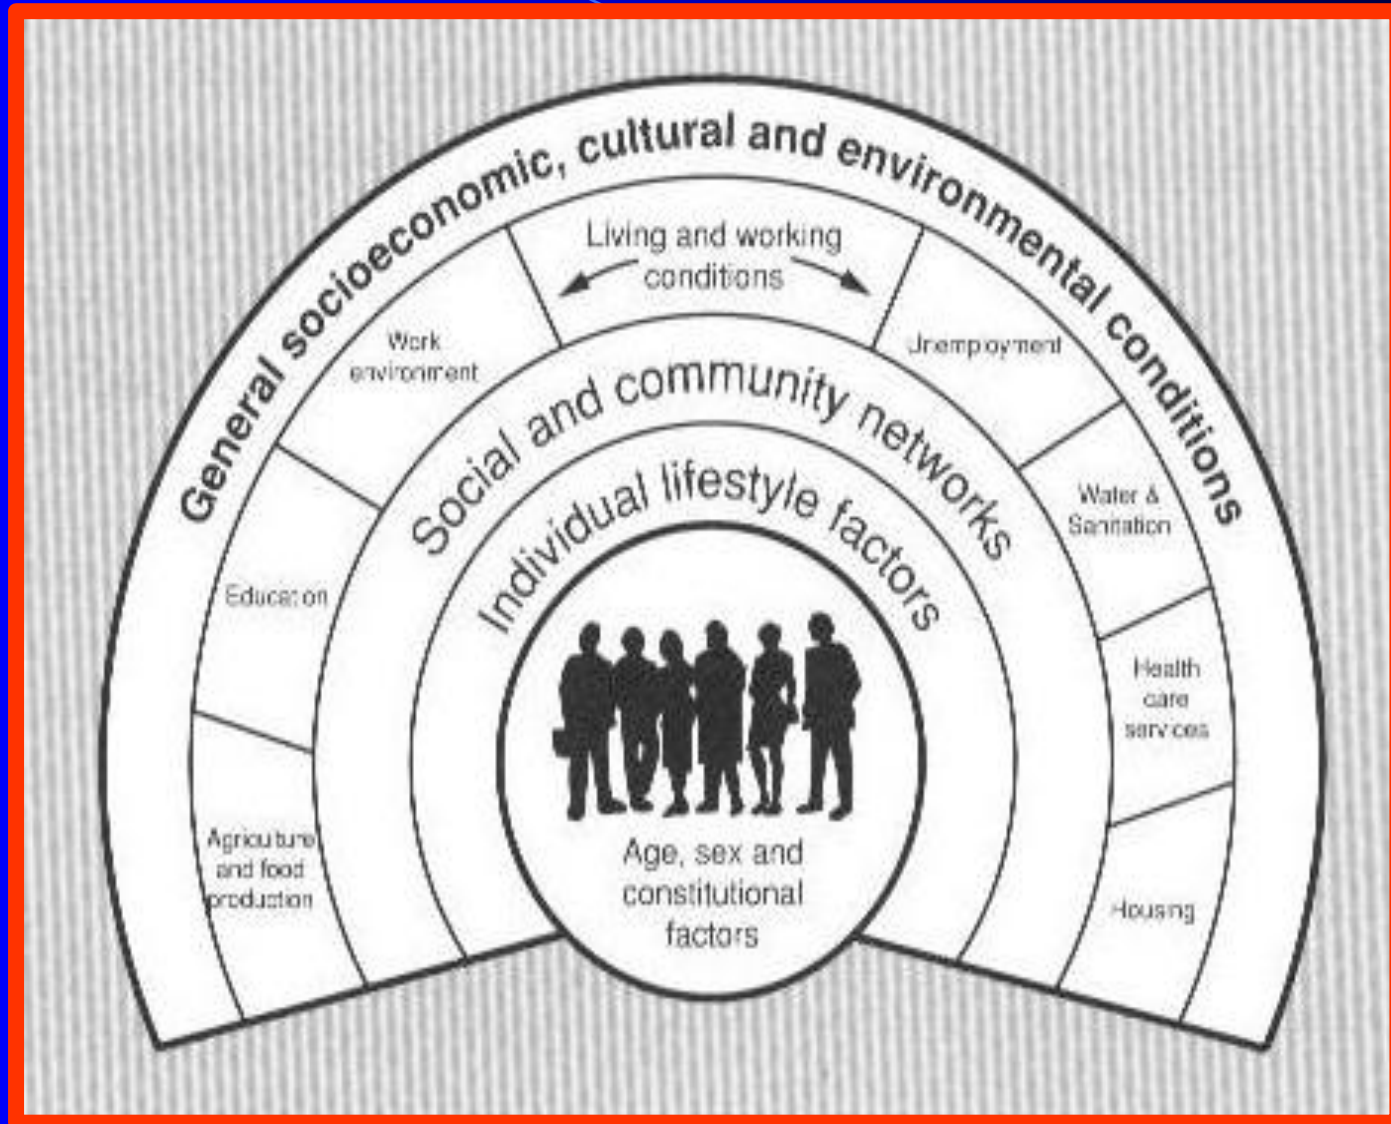 General socioeconomic, cultural and environmental conditions
Living and working
conditions
Work
environment
Unemployment
Social and community networks
Individual lifestyle factors
Water &
Sannitation
Education
Health
care
services
Agriculture
and food
production
Housing
Age, sex and
constitutional
factors